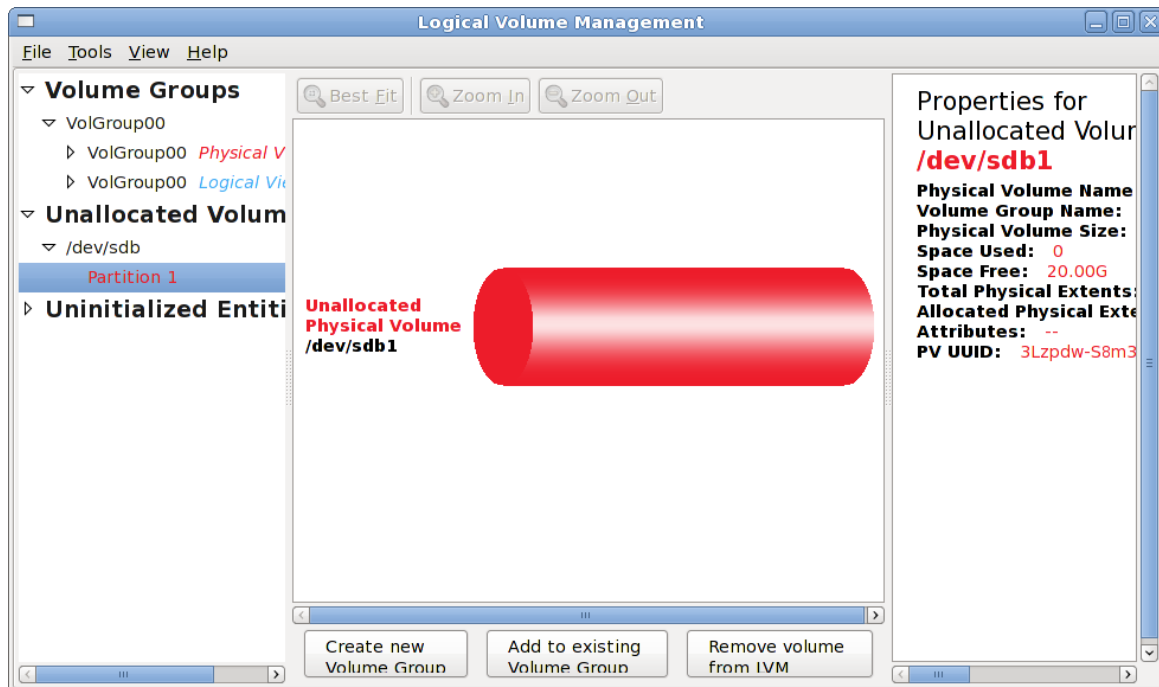 Logical Volume Management
File Tools View Help
Volume Groups
VolGroup00
VolGroup00 Physical V
VolGroup00 Logical Vi
Unallocated Volum
/dev/sdb
Partition 1
Uninitialized Entiti
Best Fit Zoom In Zoom Out
Unallocated
Physical Volume
/dev/sdb1
Create new
Volume Group
Add to existing
Volume Group
Remove volume
from LVM
Properties for
Unallocated Volur
/dev/sdb1
Physical Volume Name
Volume Group Name:
Physical Volume Size:
Space Used: 0
Space Free: 20.00G
Total Physical Extents:
Allocated Physical Exte
Attributes: --
PV UUID: 3Lzpdw-S8m3